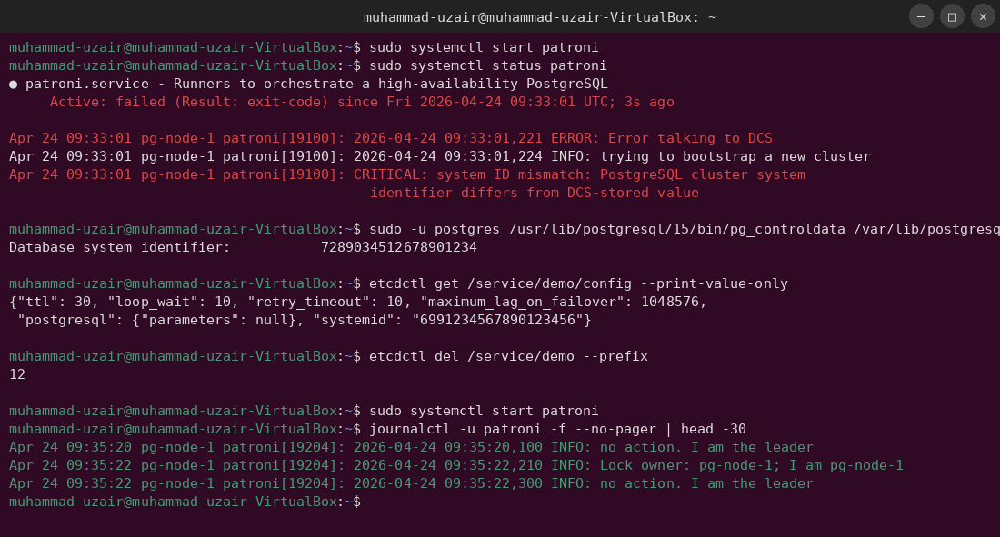 muhammad-uzair@muhammad-uzair-VirtualBox: ~
muhammad-uzair@muhammad-uzair-VirtualBox:~$ sudo systemctl start patroni
muhammad-uzair@muhammad-uzair-VirtualBox:~$ sudo systemctl status patroni
● patroni.service - Runners to orchestrate a high-availability PostgreSQL
     Active: failed (Result: exit-code) since Fri 2026-04-24 09:33:01 UTC; 3s ago
Apr 24 09:33:01 pg-node-1 patroni[19100]: 2026-04-24 09:33:01,221 ERROR: Error talking to DCS
Apr 24 09:33:01 pg-node-1 patroni[19100]: 2026-04-24 09:33:01,224 INFO: trying to bootstrap a new cluster
Apr 24 09:33:01 pg-node-1 patroni[19100]: CRITICAL: system ID mismatch: PostgreSQL cluster system
                                            identifier differs from DCS-stored value
muhammad-uzair@muhammad-uzair-VirtualBox:~$ sudo -u postgres /usr/lib/postgresql/15/bin/pg_controldata /var/lib/postgresq
Database system identifier:           7289034512678901234
muhammad-uzair@muhammad-uzair-VirtualBox:~$ etcdctl get /service/demo/config --print-value-only
{"ttl": 30, "loop_wait": 10, "retry_timeout": 10, "maximum_lag_on_failover": 1048576,
 "postgresql": {"parameters": null}, "systemid": "6991234567890123456"}
muhammad-uzair@muhammad-uzair-VirtualBox:~$ etcdctl del /service/demo --prefix
12
muhammad-uzair@muhammad-uzair-VirtualBox:~$ sudo systemctl start patroni
muhammad-uzair@muhammad-uzair-VirtualBox:~$ journalctl -u patroni -f --no-pager | head -30
Apr 24 09:35:20 pg-node-1 patroni[19204]: 2026-04-24 09:35:20,100 INFO: no action. I am the leader
Apr 24 09:35:22 pg-node-1 patroni[19204]: 2026-04-24 09:35:22,210 INFO: Lock owner: pg-node-1; I am pg-node-1
Apr 24 09:35:22 pg-node-1 patroni[19204]: 2026-04-24 09:35:22,300 INFO: no action. I am the leader
muhammad-uzair@muhammad-uzair-VirtualBox:~$